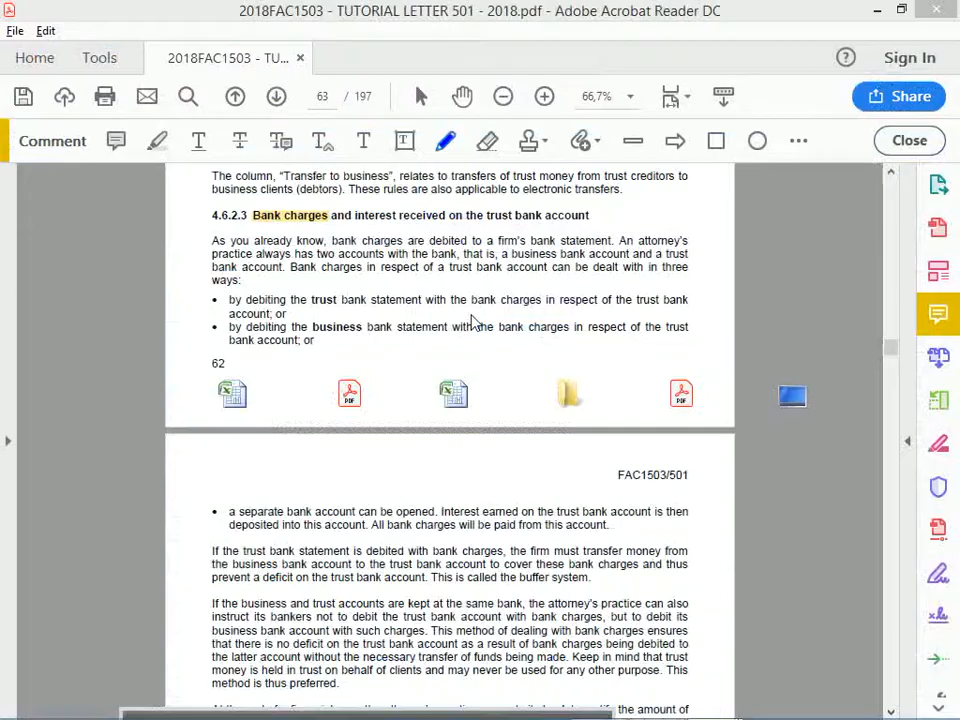 2018FAC1503 - TUTORIAL LETTER 501 - 2018.pdf - Adobe Acrobat Reader DC
File Edit
Home Tools 2018FAC1503 - TU... × Sign In
63 / 197 66,7% Share
Comment Close
The column, “Transfer to business”, relates to transfers of trust money from trust creditors to
business clients (debtors). These rules are also applicable to electronic transfers.
4.6.2.3 Bank charges and interest received on the trust bank account
As you already know, bank charges are debited to a firm's bank statement. An attorney's
practice always has two accounts with the bank, that is, a business bank account and a trust
bank account. Bank charges in respect of a trust bank account can be dealt with in three
ways:
• by debiting the trust bank statement with the bank charges in respect of the trust bank
account; or
• by debiting the business bank statement with the bank charges in respect of the trust
bank account; or
62
FAC1503/501
• a separate bank account can be opened. Interest earned on the trust bank account is then
deposited into this account. All bank charges will be paid from this account.
If the trust bank statement is debited with bank charges, the firm must transfer money from
the business bank account to the trust bank account to cover these bank charges and thus
prevent a deficit on the trust bank account. This is called the buffer system.
If the business and trust accounts are kept at the same bank, the attorney's practice can also
instruct its bankers not to debit the trust bank account with bank charges, but to debit its
business bank account with such charges. This method of dealing with bank charges ensures
that there is no deficit on the trust bank account as a result of bank charges being debited to
the latter account without the necessary transfer of funds being made. Keep in mind that trust
money is held in trust on behalf of clients and may never be used for any other purpose. This
method is thus preferred.